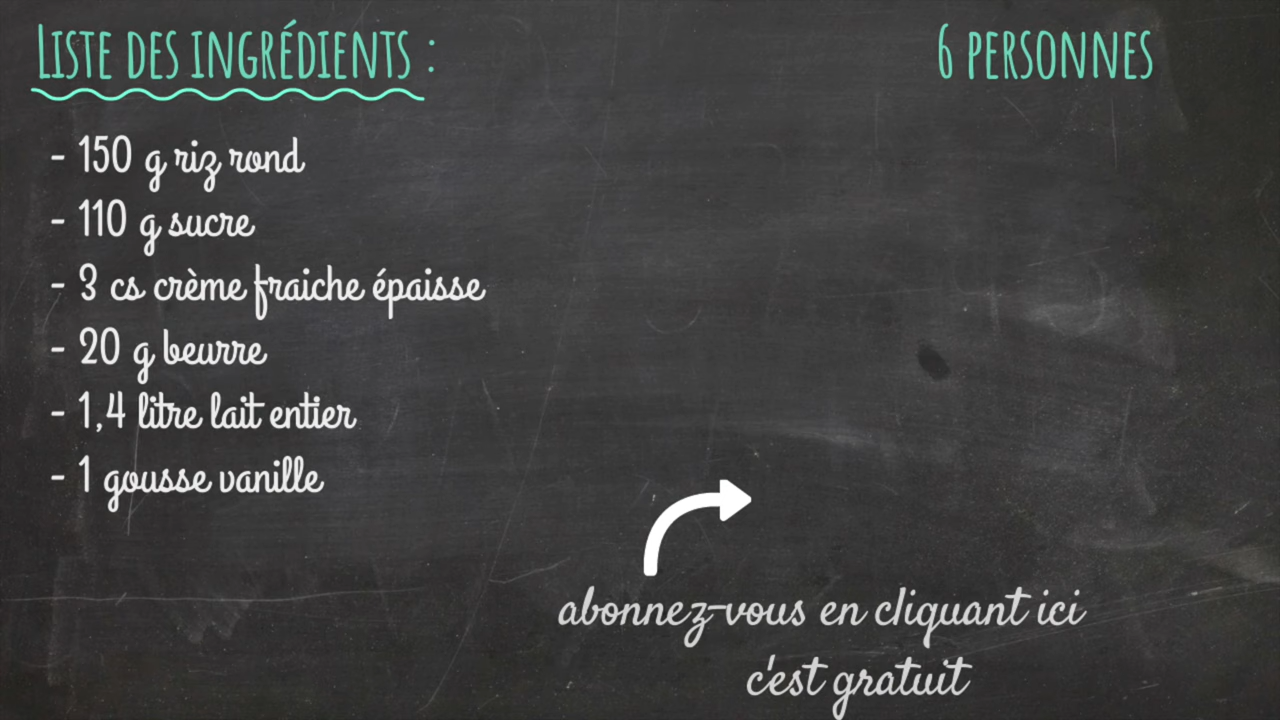 Liste des ingrédients :
6 personnes
- 150 g riz rond
- 110 g sucre
- 3 cs crème fraiche épaisse
- 20 g beurre
- 1,4 litre lait entier
- 1 gousse vanille
abonnez-vous en cliquant ici
c'est gratuit